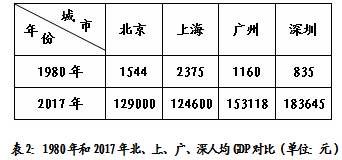 城市
年份
北京 上海 广州 深圳
1980年 1544 2375 1160 835
2017年 129000 124600 153118 183645
表2: 1980年和2017年北、上、广、深人均GDP对比（单位: 元）